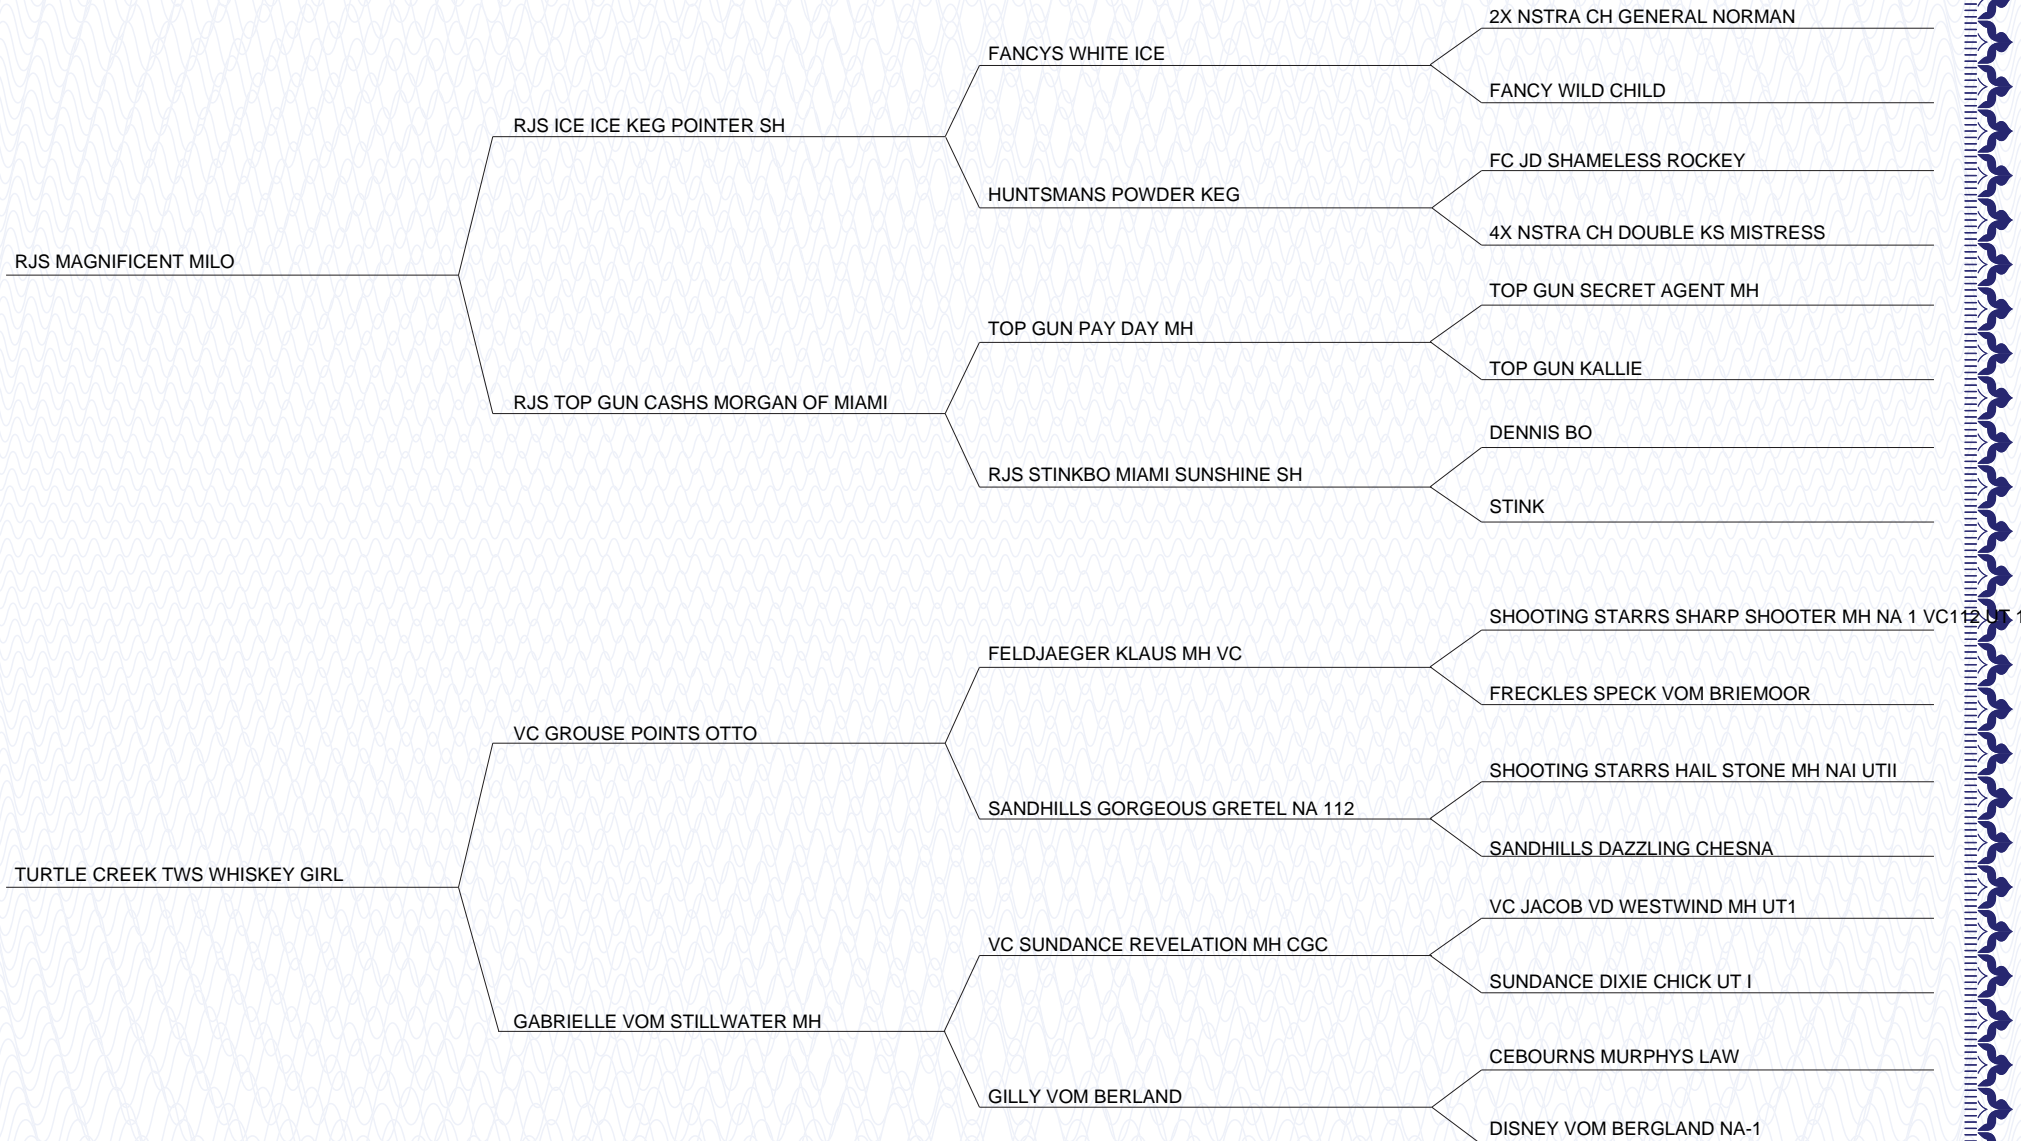 2X NSTRA CH GENERAL NORMAN
FANCYS WHITE ICE
FANCY WILD CHILD
RJS ICE ICE KEG POINTER SH
FC JD SHAMELESS ROCKEY
HUNTSMANS POWDER KEG
4X NSTRA CH DOUBLE KS MISTRESS
RJS MAGNIFICENT MILO
TOP GUN SECRET AGENT MH
TOP GUN PAY DAY MH
TOP GUN KALLIE
RJS TOP GUN CASHS MORGAN OF MIAMI
DENNIS BO
RJS STINKBO MIAMI SUNSHINE SH
STINK
SHOOTING STARRS SHARP SHOOTER MH NA 1 VC112 UT 1
FELDJAEGER KLAUS MH VC
FRECKLES SPECK VOM BRIEMOOR
VC GROUSE POINTS OTTO
SHOOTING STARRS HAIL STONE MH NAI UTII
SANDHILLS GORGEOUS GRETEL NA 112
SANDHILLS DAZZLING CHESNA
TURTLE CREEK TWS WHISKEY GIRL
VC JACOB VD WESTWIND MH UT1
VC SUNDANCE REVELATION MH CGC
SUNDANCE DIXIE CHICK UT I
GABRIELLE VOM STILLWATER MH
CEBOURNS MURPHYS LAW
GILLY VOM BERLAND
DISNEY VOM BERGLAND NA-1